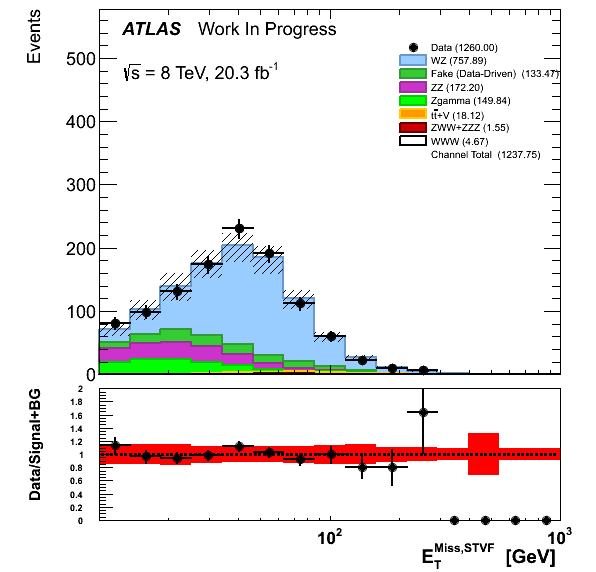 Events
ATLAS Work In Progress
√s = 8 TeV, 20.3 fb⁻¹
Data (1260.00)
WZ (757.89)
Fake (Data-Driven) (133.47)
ZZ (172.20)
Zgamma (149.84)
tt̄+V (18.12)
ZWW+ZZZ (1.55)
WWW (4.67)
Channel Total (1237.75)
500
400
300
200
100
0
Data/Signal+BG
2
1.8
1.6
1.4
1.2
1
0.8
0.6
0.4
0.2
0
10²
10³
E_T^Miss,STVF [GeV]